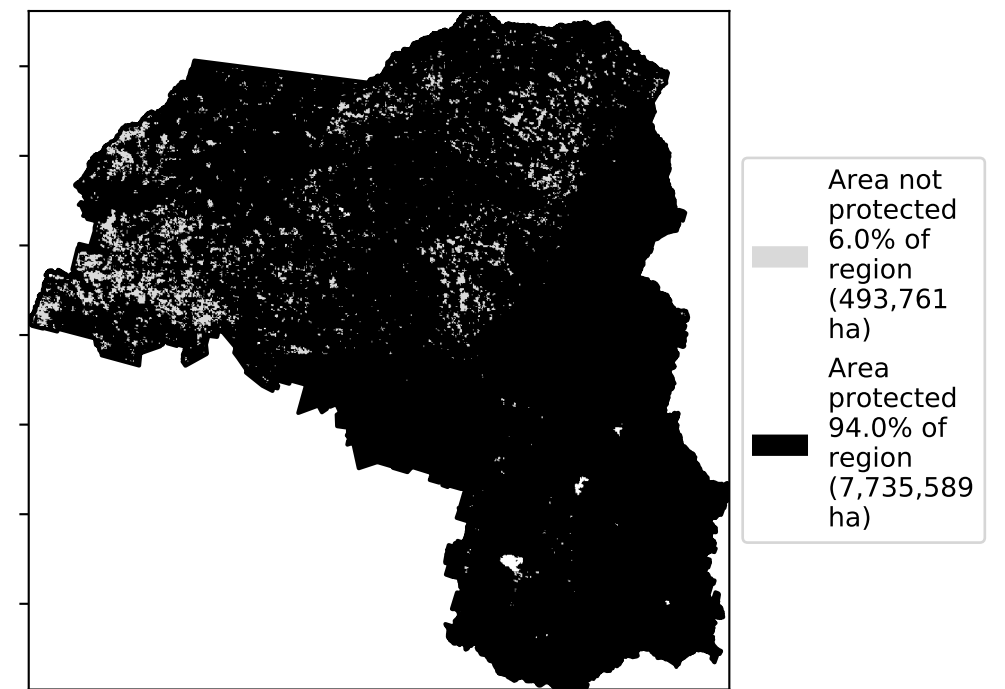 Area not
protected
6.0% of
region
(493,761
ha)
Area
protected
94.0% of
region
(7,735,589
ha)